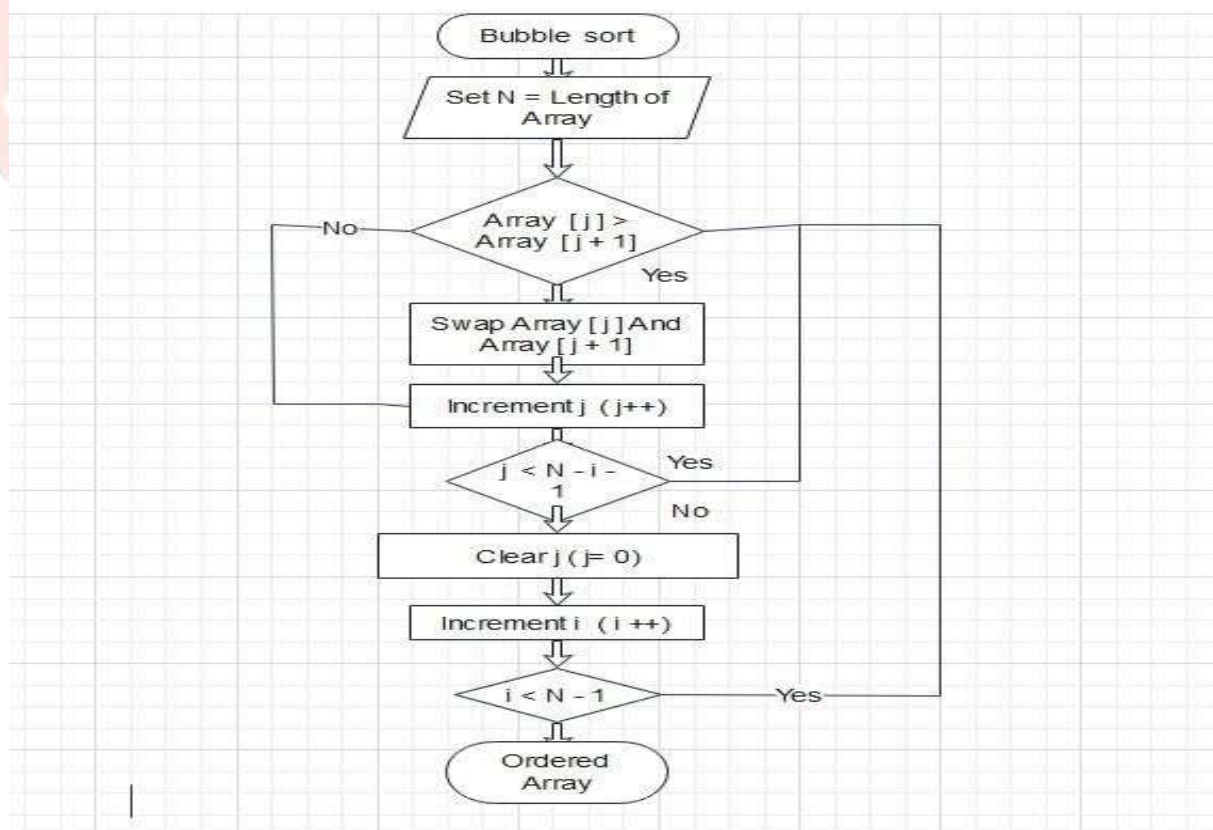 Bubble sort
Set N = Length of
Array
Array [j] >
Array [j + 1]
No
Yes
Swap Array [j] And
Array [j + 1]
Increment j (j++)
j < N - i -
1
Yes
No
Clear j (j= 0)
Increment i (i ++)
i < N - 1
Yes
Ordered
Array